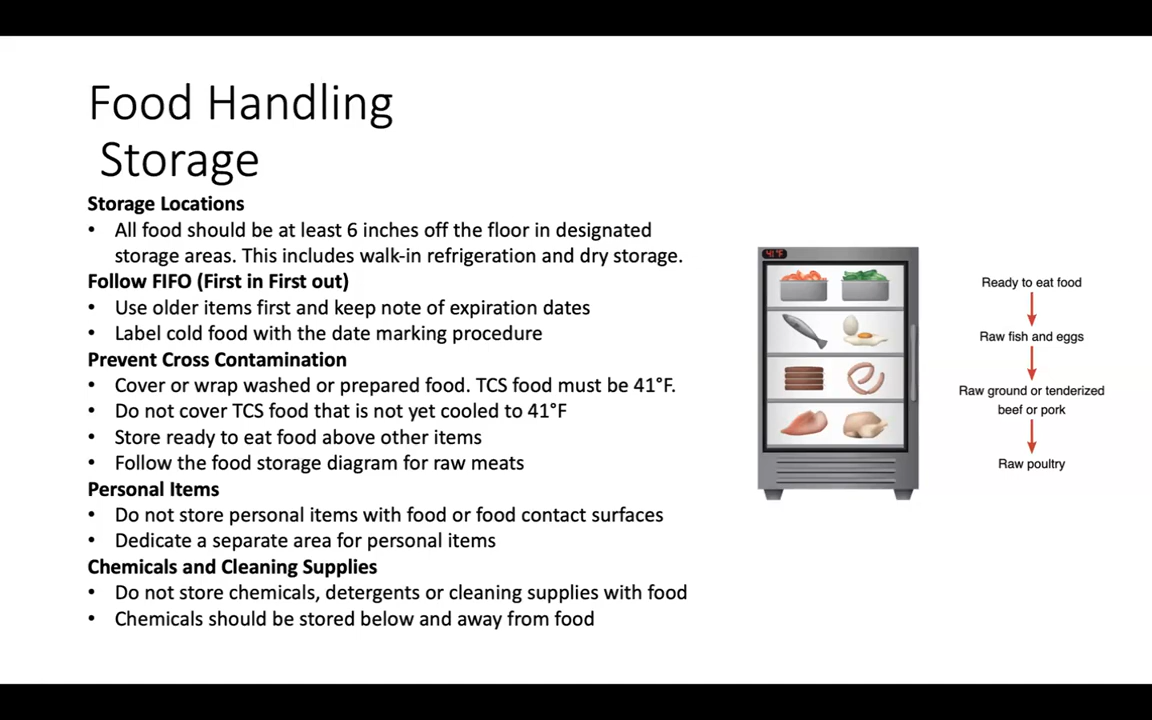 Food Handling
Storage
Storage Locations
• All food should be at least 6 inches off the floor in designated
storage areas. This includes walk-in refrigeration and dry storage.
Follow FIFO (First in First out)
• Use older items first and keep note of expiration dates
• Label cold food with the date marking procedure
Prevent Cross Contamination
• Cover or wrap washed or prepared food. TCS food must be 41°F.
• Do not cover TCS food that is not yet cooled to 41°F
• Store ready to eat food above other items
• Follow the food storage diagram for raw meats
Personal Items
• Do not store personal items with food or food contact surfaces
• Dedicate a separate area for personal items
Chemicals and Cleaning Supplies
• Do not store chemicals, detergents or cleaning supplies with food
• Chemicals should be stored below and away from food
41°F
Ready to eat food
Raw fish and eggs
Raw ground or tenderized
beef or pork
Raw poultry